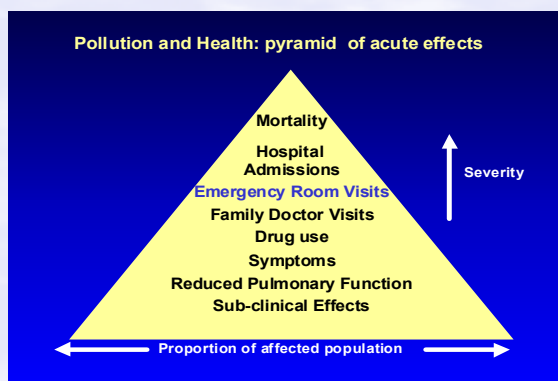 Pollution and Health: pyramid of acute effects
Mortality
Hospital
Admissions
Emergency Room Visits
Family Doctor Visits
Drug use
Symptoms
Reduced Pulmonary Function
Sub-clinical Effects
Severity
Proportion of affected population